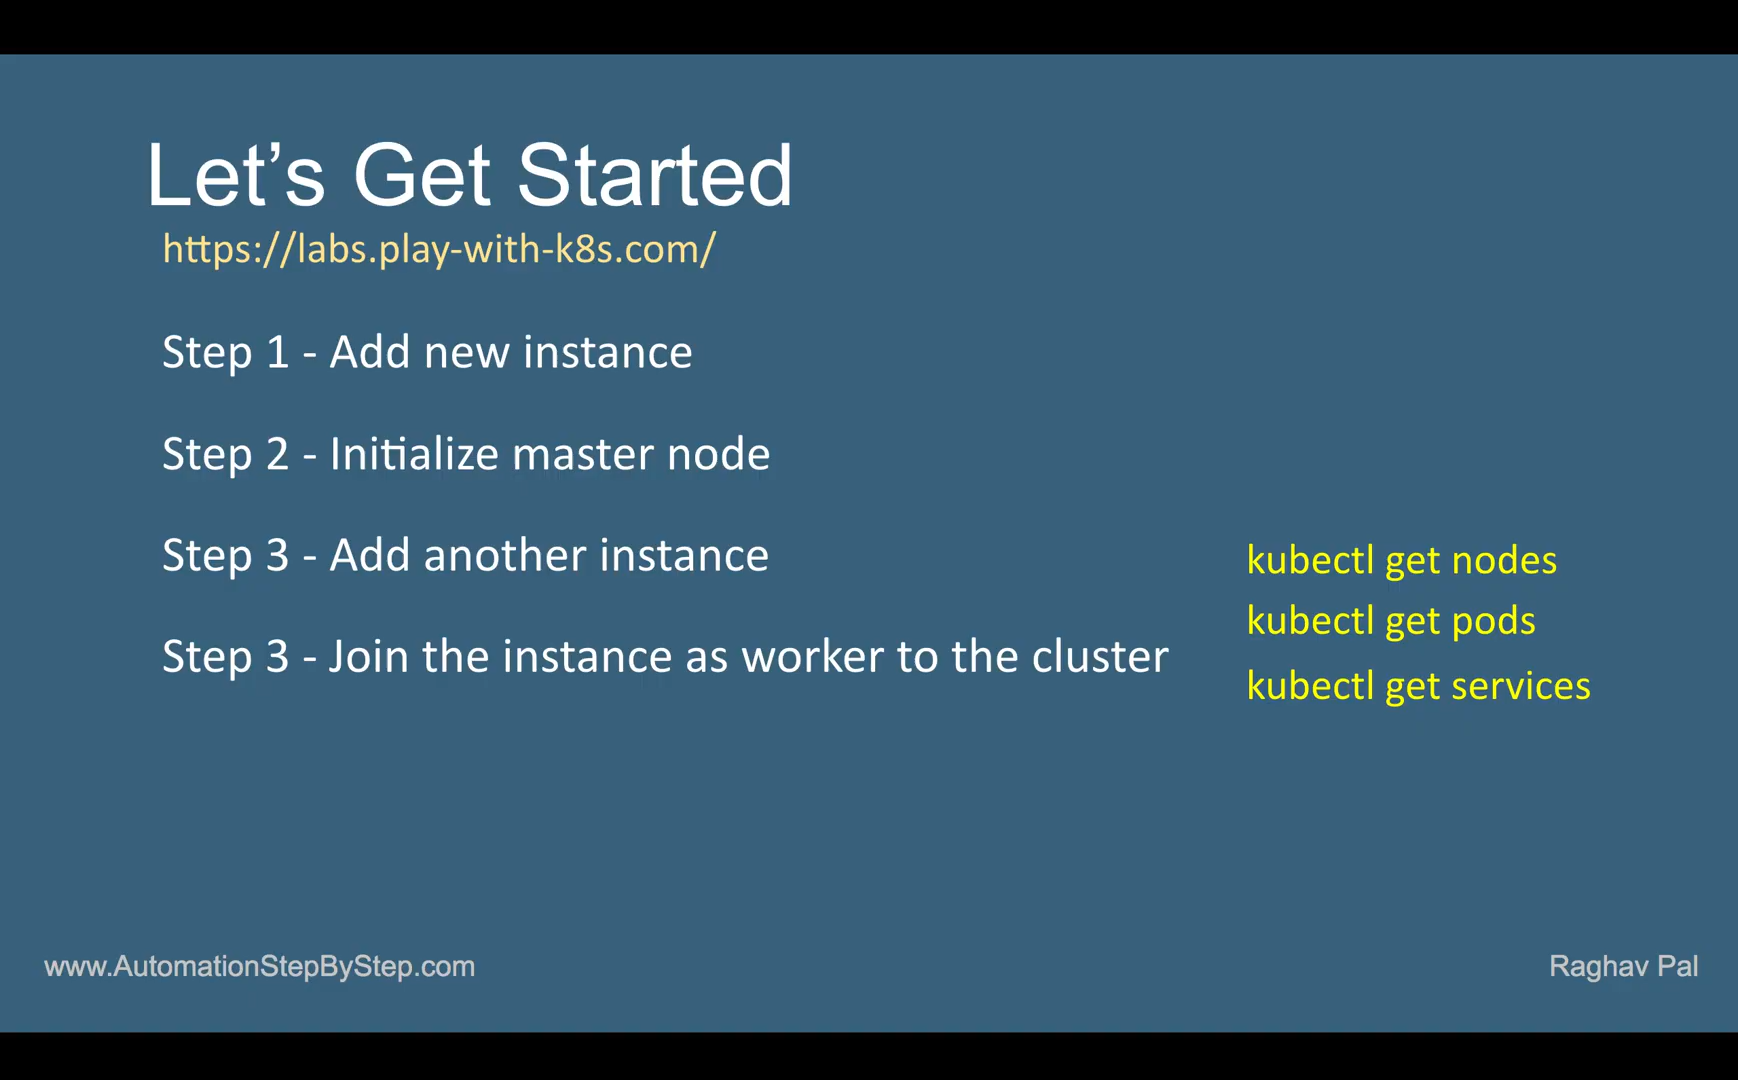 Let’s Get Started
https://labs.play-with-k8s.com/
Step 1 - Add new instance
Step 2 - Initialize master node
Step 3 - Add another instance
Step 3 - Join the instance as worker to the cluster
kubectl get nodes
kubectl get pods
kubectl get services
www.AutomationStepByStep.com
Raghav Pal